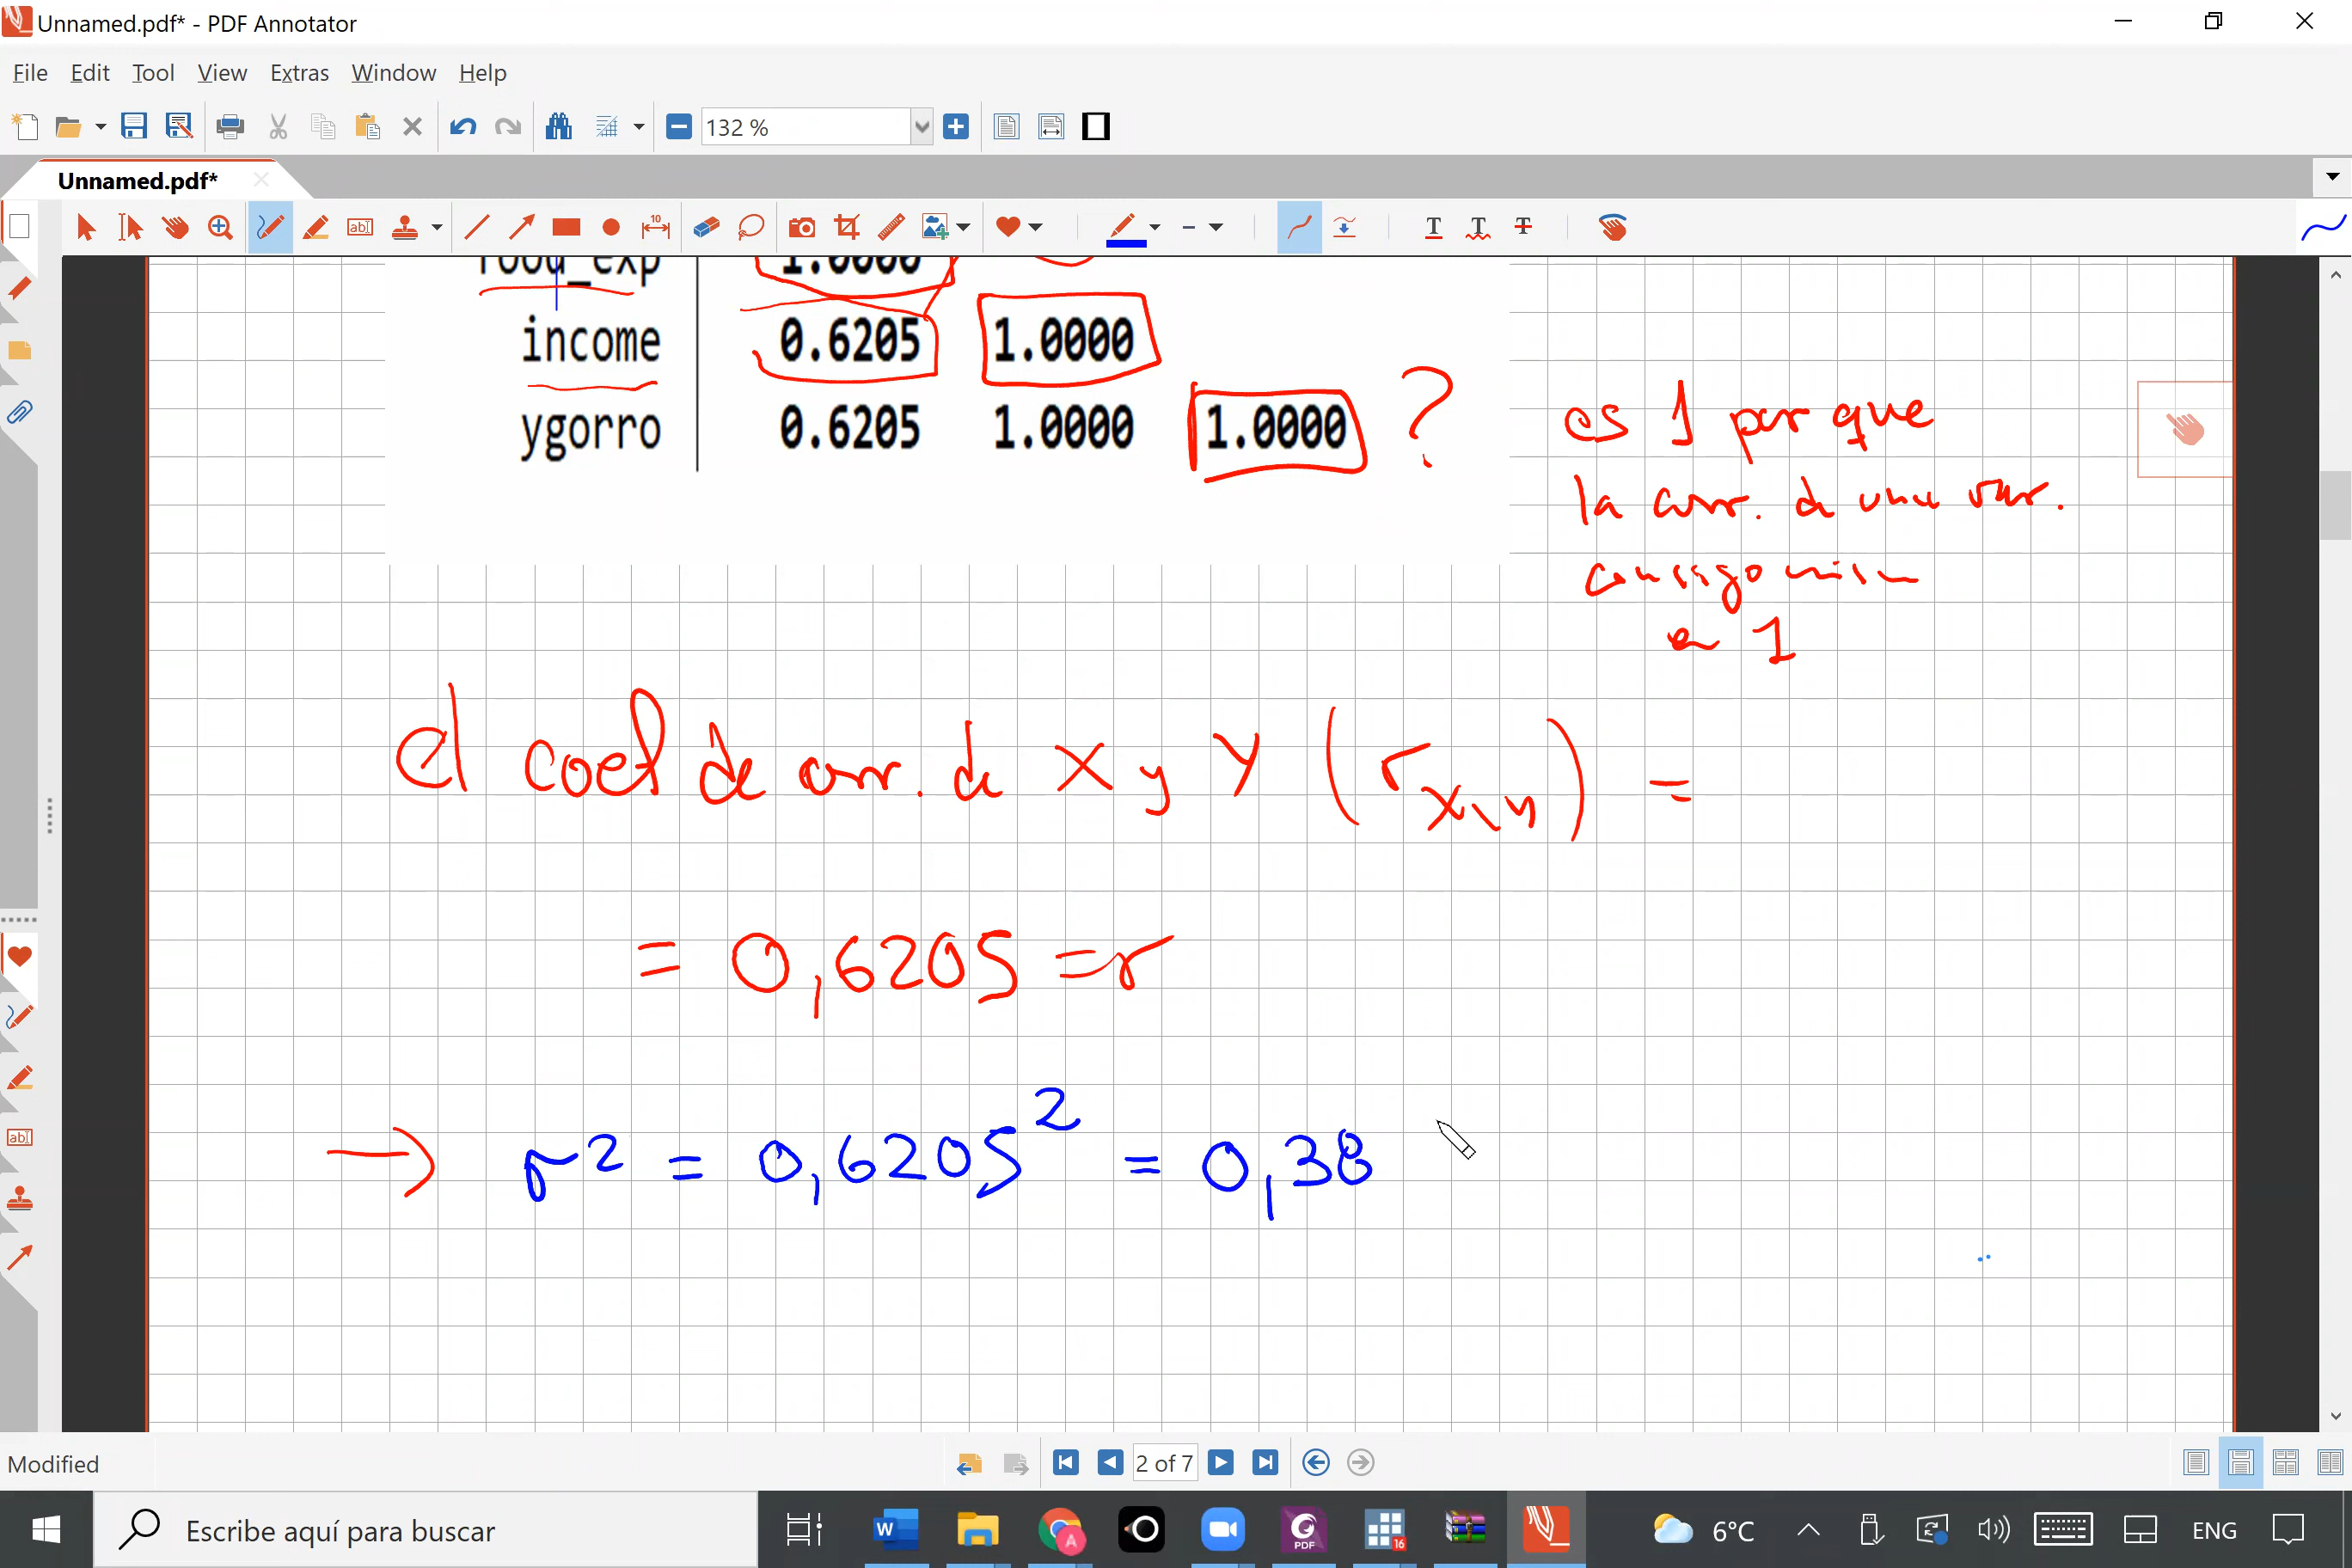 Unnamed.pdf* - PDF Annotator
File Edit Tool View Extras Window Help
132 %
Unnamed.pdf*
food_exp 1.0000
income 0.6205 1.0000
ygorro 0.6205 1.0000 1.0000 ?
es 1 porque
la corr. de una var.
consigo mism
es 1
el coef de corr. de X y Y (r x,y) =
= 0,6205 = r
→ r² = 0,6205² = 0,38
Modified
2 of 7
Escribe aquí para buscar
PDF
16
6°C
ENG